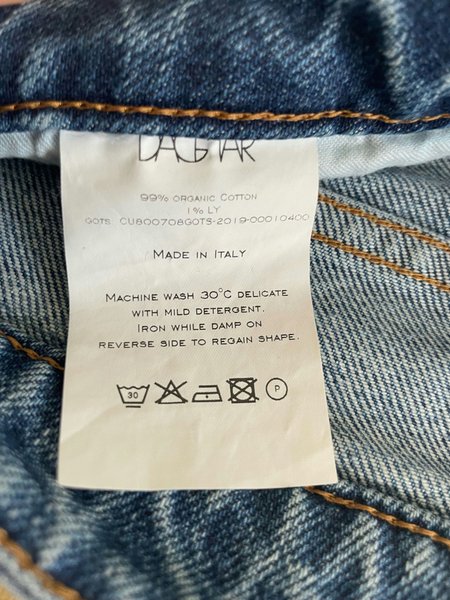 DAGMAR
99% ORGANIC COTTON
1% LY
GOTS: CU800708GOTS-2019-00010400
MADE IN ITALY
MACHINE WASH 30°C DELICATE
WITH MILD DETERGENT.
IRON WHILE DAMP ON
REVERSE SIDE TO REGAIN SHAPE.
30 P